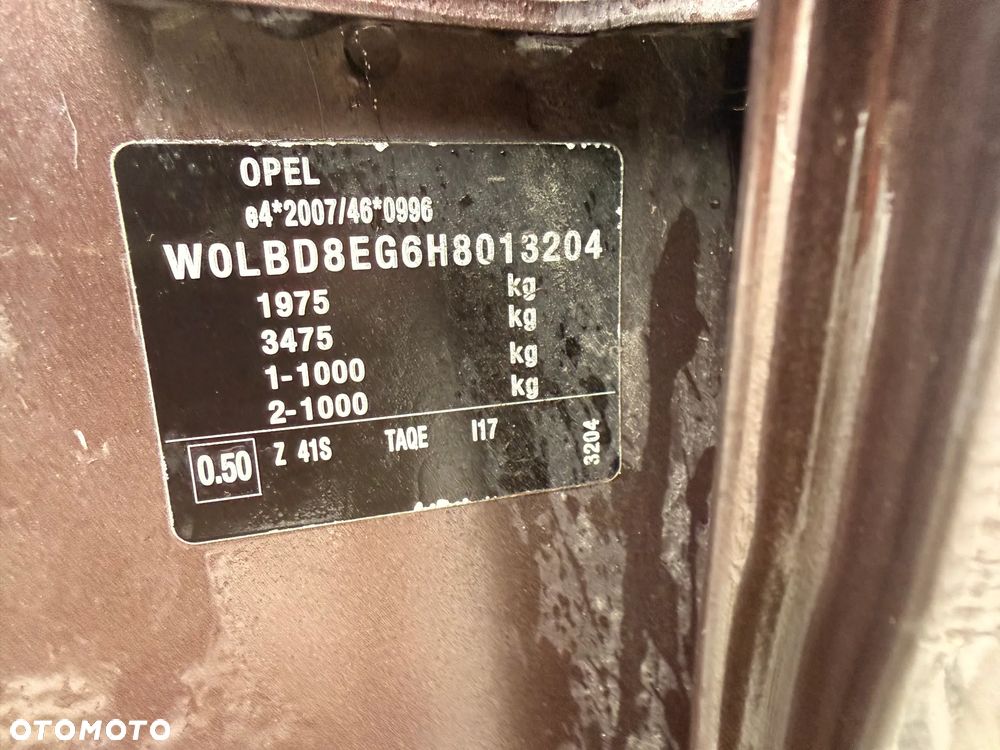 OPEL
e4*2007/46*0996
W0LBD8EG6H8013204
1975 kg
3475 kg
1-1000 kg
2-1000 kg
0.50 Z 41S TAQE I17 3204
OTOMOTO